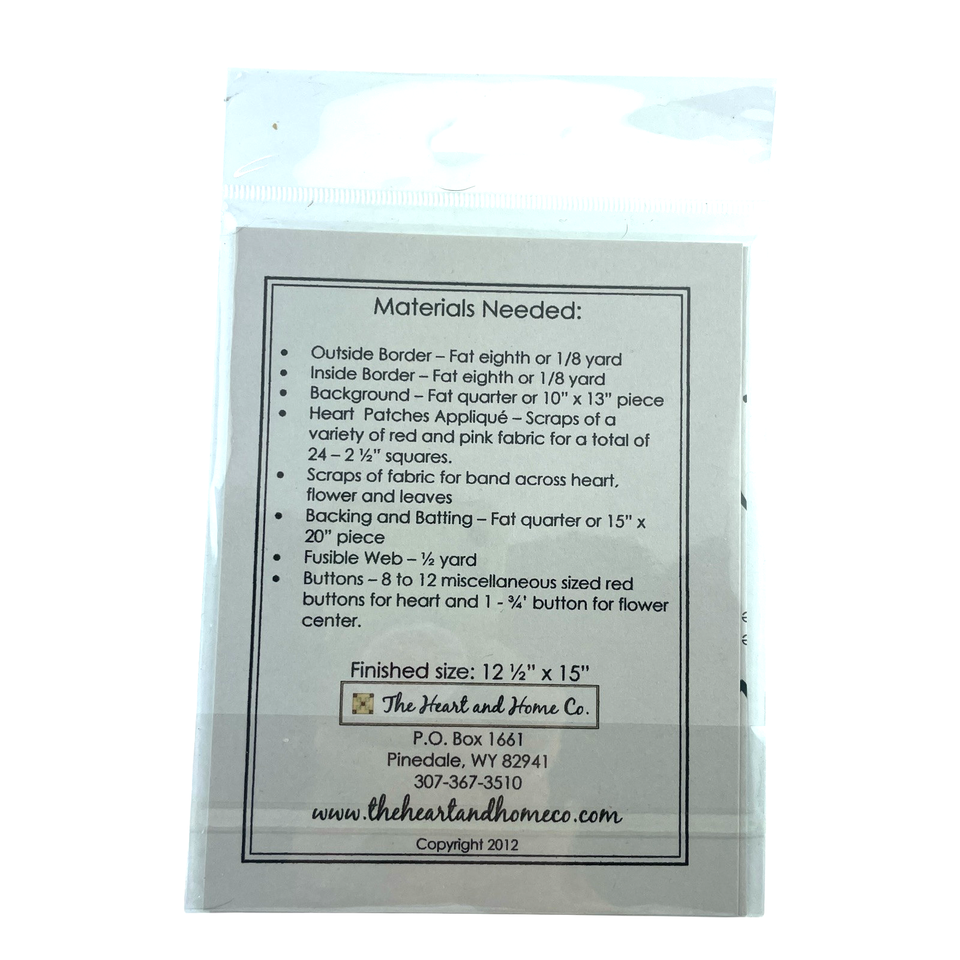 Materials Needed:
• Outside Border – Fat eighth or 1/8 yard
• Inside Border – Fat eighth or 1/8 yard
• Background – Fat quarter or 10" x 13" piece
• Heart Patches Appliqué – Scraps of a
variety of red and pink fabric for a total of
24 – 2 ½" squares.
• Scraps of fabric for band across heart,
flower and leaves
• Backing and Batting – Fat quarter or 15" x
20" piece
• Fusible Web – ½ yard
• Buttons – 8 to 12 miscellaneous sized red
buttons for heart and 1 - ¾' button for flower
center.
Finished size: 12 ½" x 15"
The Heart and Home Co.
P.O. Box 1661
Pinedale, WY 82941
307-367-3510
www.theheartandhomeco.com
Copyright 2012